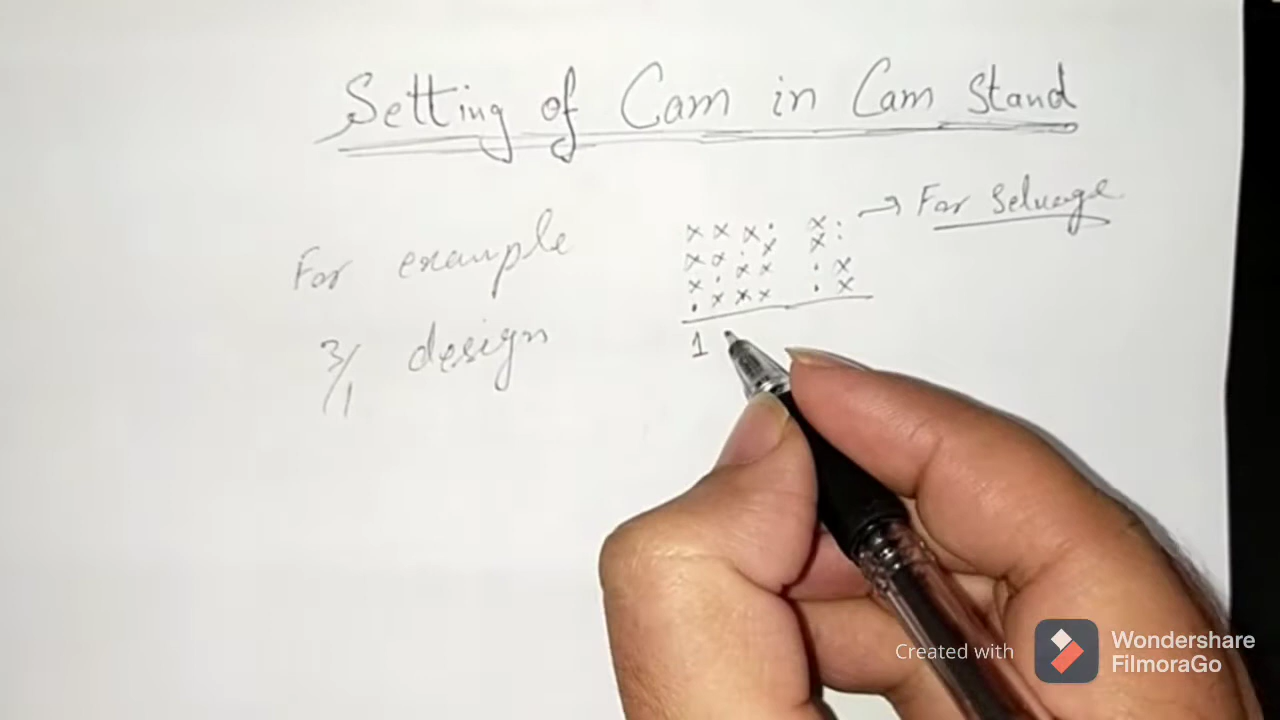 Setting of Cam in Cam Stand
For example
3/1 design
x x x . x . → For Selvage
x x . x x .
x . x x . x
. x x x . x
1
Created with Wondershare FilmoraGo